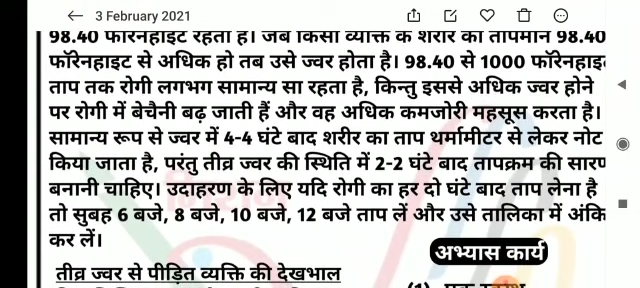 3 February 2021
98.40 फॉरेनहाइट रहता है। जब किसी व्यक्ति के शरीर का तापमान 98.40
फॉरेनहाइट से अधिक हो तब उसे ज्वर होता है। 98.40 से 1000 फॉरेनहाइ
ताप तक रोगी लगभग सामान्य सा रहता है, किन्तु इससे अधिक ज्वर होने
पर रोगी में बेचैनी बढ़ जाती हैं और वह अधिक कमजोरी महसूस करता है।
सामान्य रूप से ज्वर में 4-4 घंटे बाद शरीर का ताप थर्मामीटर से लेकर नोट
किया जाता है, परंतु तीव्र ज्वर की स्थिति में 2-2 घंटे बाद तापक्रम की सारण
बनानी चाहिए। उदाहरण के लिए यदि रोगी का हर दो घंटे बाद ताप लेना है
तो सुबह 6 बजे, 8 बजे, 10 बजे, 12 बजे ताप लें और उसे तालिका में अंकि
कर लें।
अभ्यास कार्य
तीव्र ज्वर से पीड़ित व्यक्ति की देखभाल